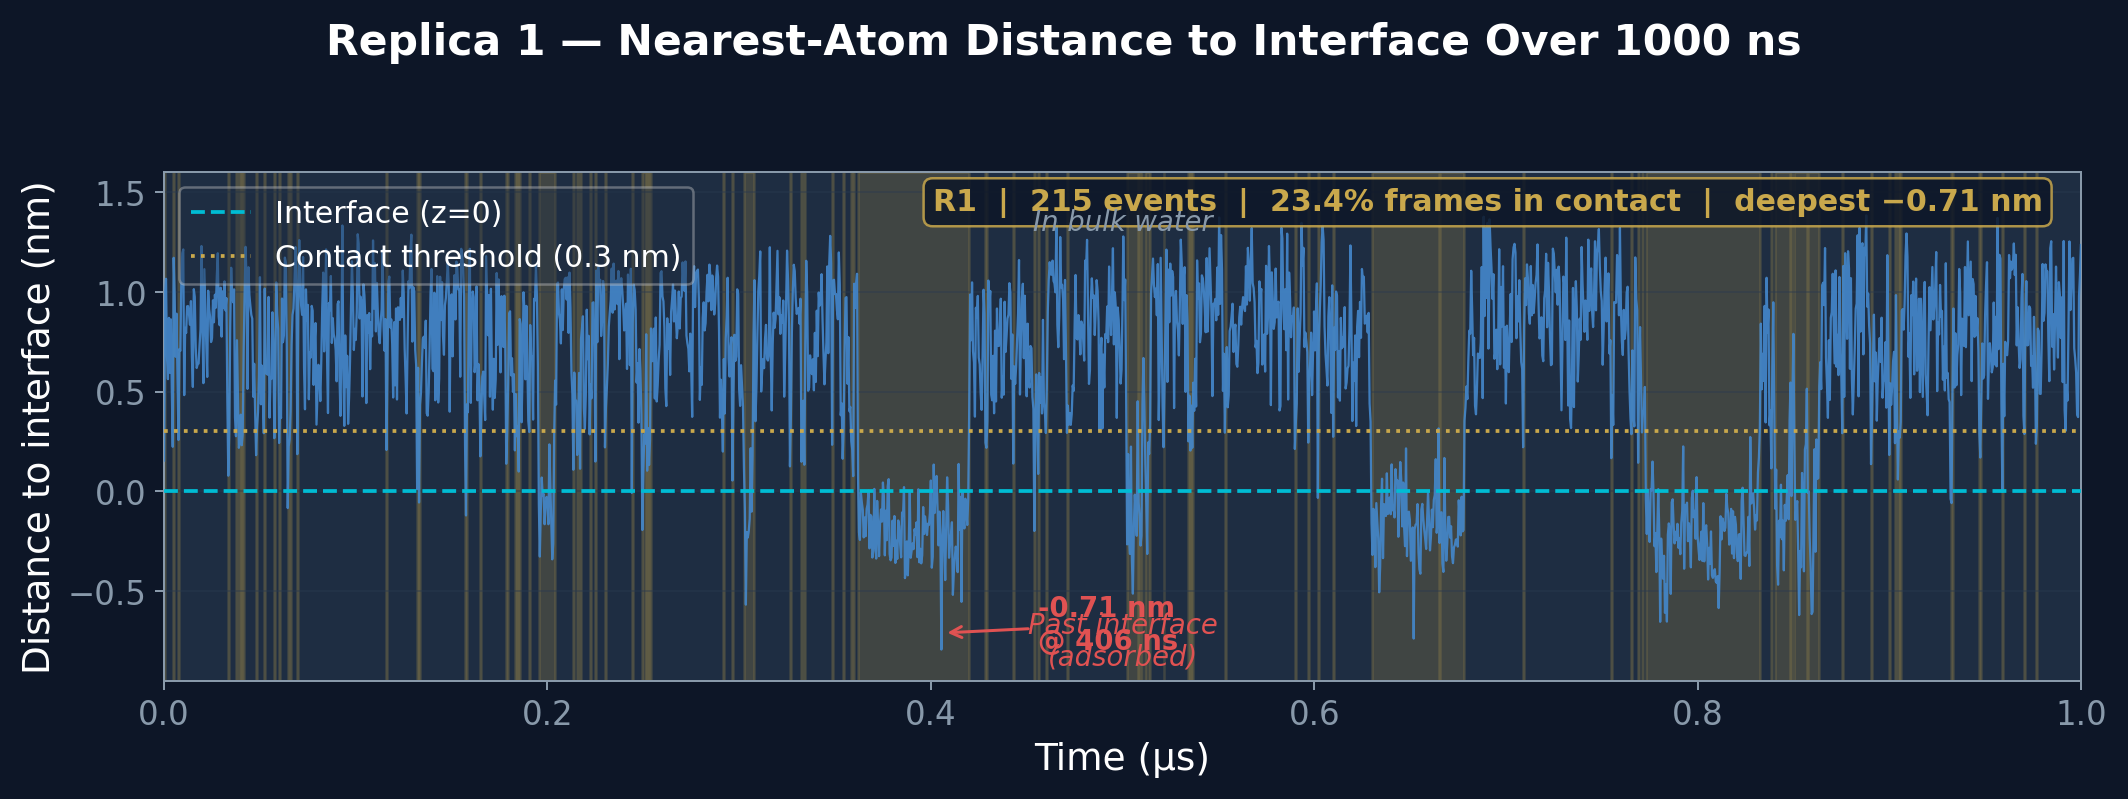 Replica 1 — Nearest-Atom Distance to Interface Over 1000 ns
R1 | 215 events | 23.4% frames in contact | deepest −0.71 nm
In bulk water
Interface (z=0)
Contact threshold (0.3 nm)
Distance to interface (nm)
1.5
1.0
0.5
0.0
−0.5
-0.71 nm
@ 406 ns
Past interface
(adsorbed)
0.0 0.2 0.4 0.6 0.8 1.0
Time (μs)